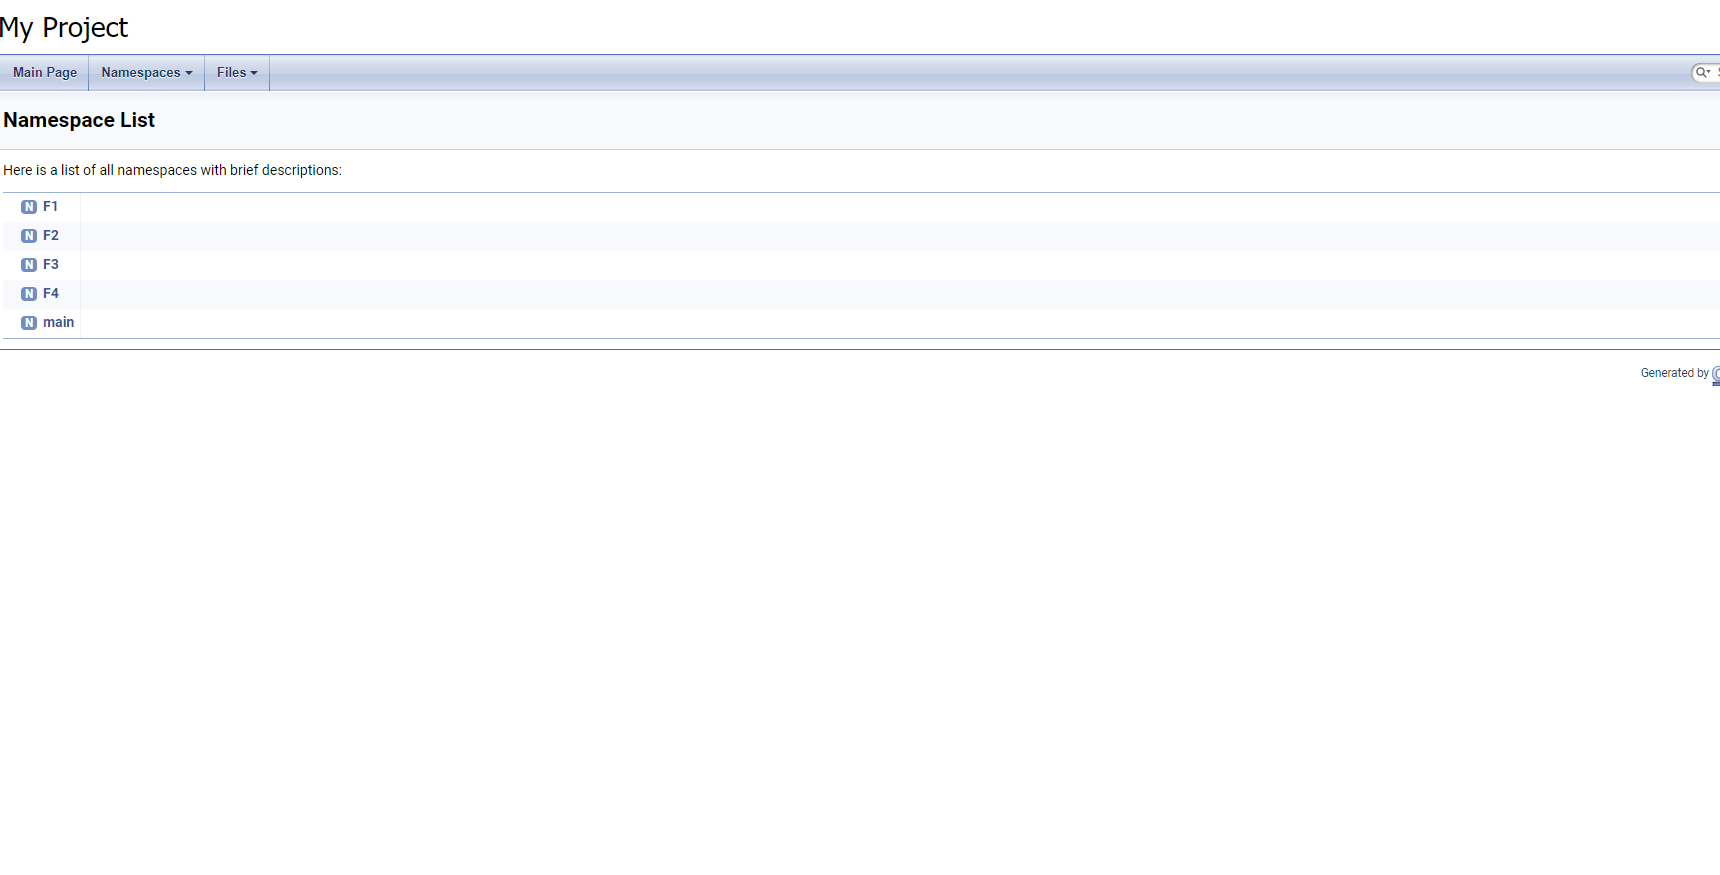 My Project
Main Page
Namespaces
Files
Namespace List
Here is a list of all namespaces with brief descriptions:
N F1
N F2
N F3
N F4
N main
Generated by